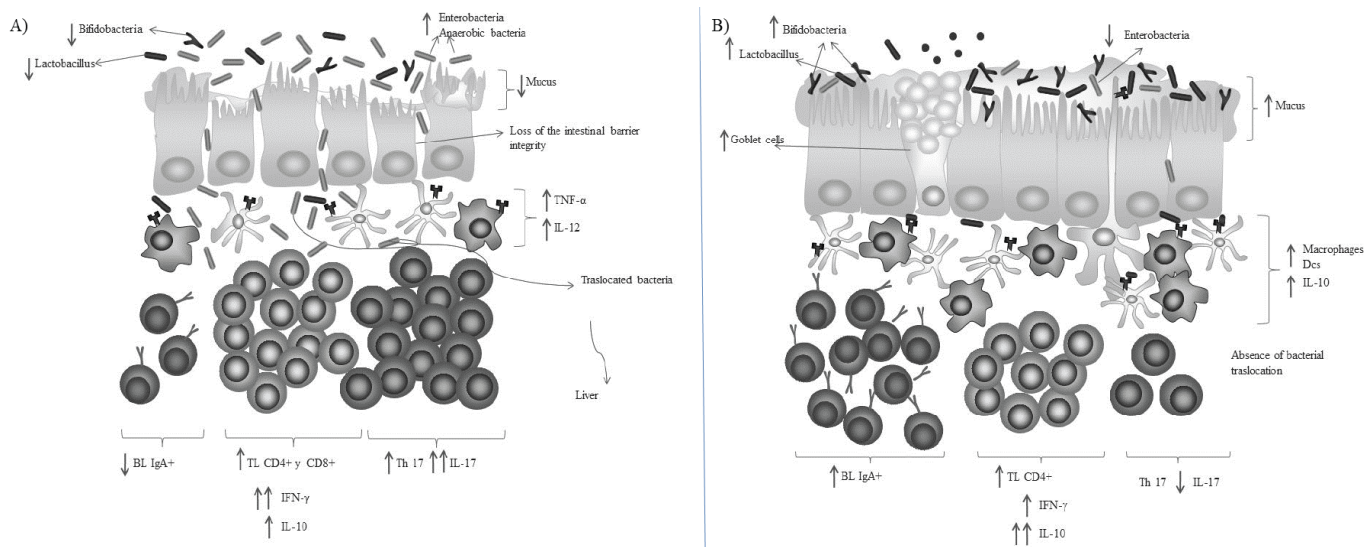 A)
↓ Bifidobacteria
↓ Lactobacillus
↑ Enterobacteria
Anaerobic bacteria
↓ Mucus
Loss of the intestinal barrier
integrity
↑ TNF-α
↑ IL-12
Traslocated bacteria
Liver
↓ BL IgA+
↑ TL CD4+ y CD8+
↑↑ IFN-γ
↑ IL-10
↑ Th 17 ↑↑ IL-17
B)
↑ Bifidobacteria
↑ Lactobacillus
↓ Enterobacteria
↑ Mucus
↑ Goblet cells
↑ Macrophages
Dcs
↑ IL-10
Absence of bacterial
traslocation
↑ BL IgA+
↑ TL CD4+
↑ IFN-γ
↑↑ IL-10
Th 17 ↓ IL-17